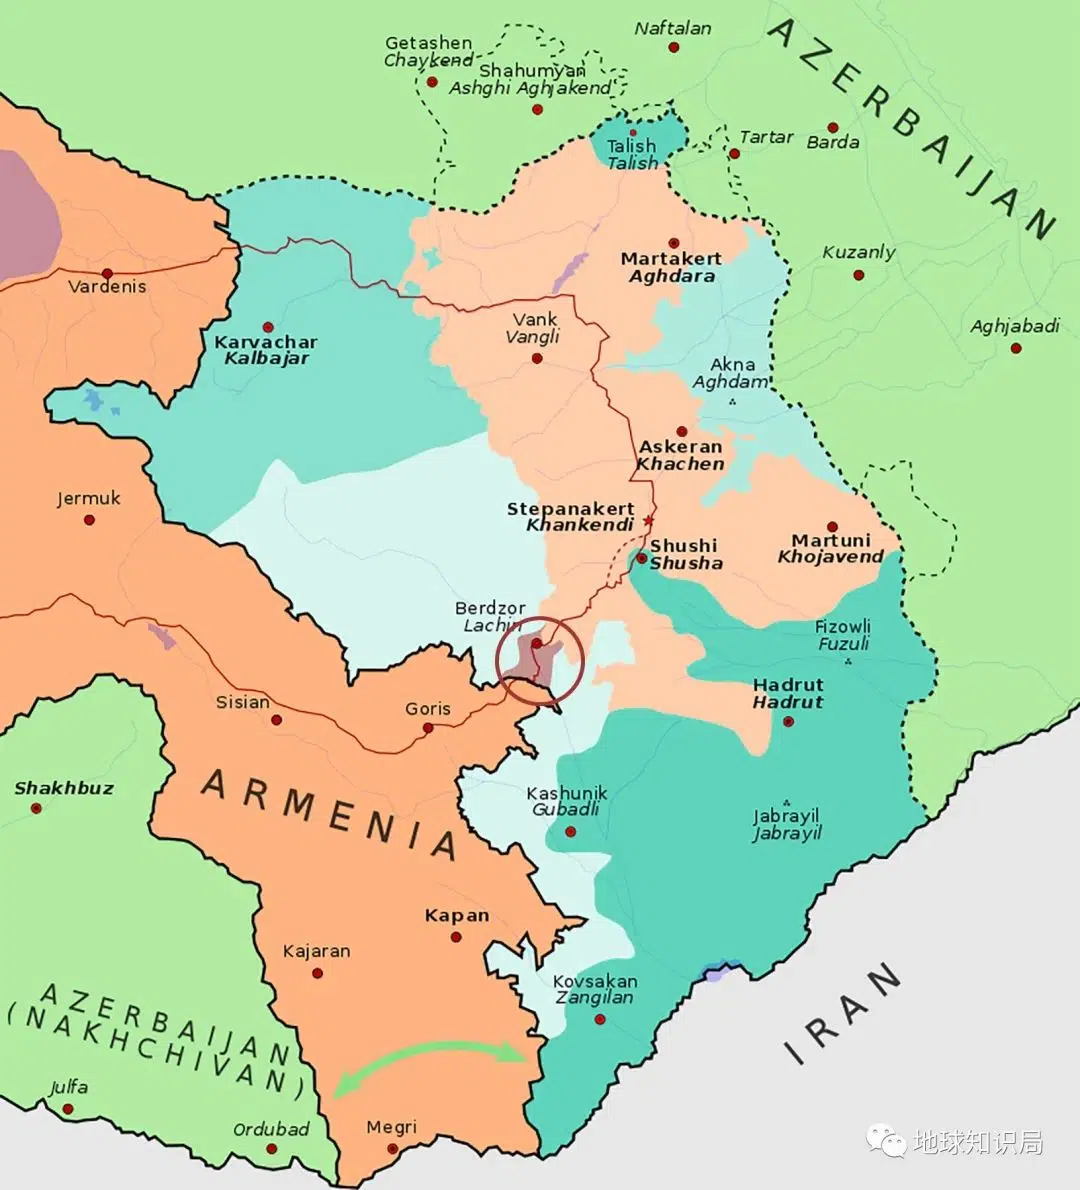 Naftalan
Getashen
Chaykend
Shahumyan
Ashghi Aghjakend
AZERBAIJAN
Tartar
Barda
Talish
Talish
Martakert
Aghdara
Kuzanly
Vardenis
Vank
Vangli
Aghjabadi
Karvachar
Kalbajar
Akna
Aghdam
Askeran
Khachen
Jermuk
Stepanakert
Khankendi
Martuni
Khojavend
Shushi
Shusha
Berdzor
Lachin
Fizowli
Fuzuli
Hadrut
Hadrut
Sisian
Goris
Shakhbuz
ARMENIA
Kashunik
Gubadli
Jabrayil
Jabrayil
Kapan
Kajaran
Kovsakan
Zangilan
IRAN
AZERBAIJAN
(NAKHCHIVAN)
Julfa
Ordubad
Megri
地球知识局